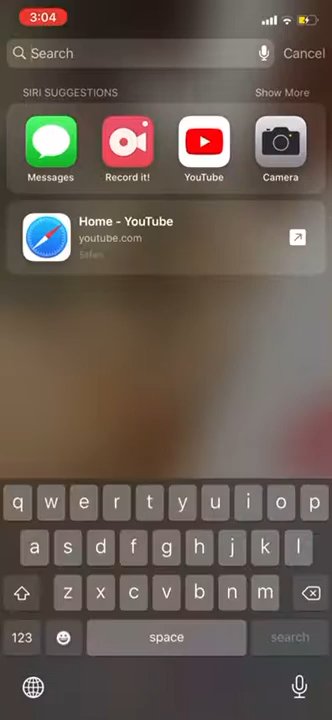 3:04
Search
Cancel
SIRI SUGGESTIONS
Show More
Messages
Record it!
YouTube
Camera
Home - YouTube
youtube.com
Safari
q w e r t y u i o p
a s d f g h j k l
z x c v b n m
123
space
search